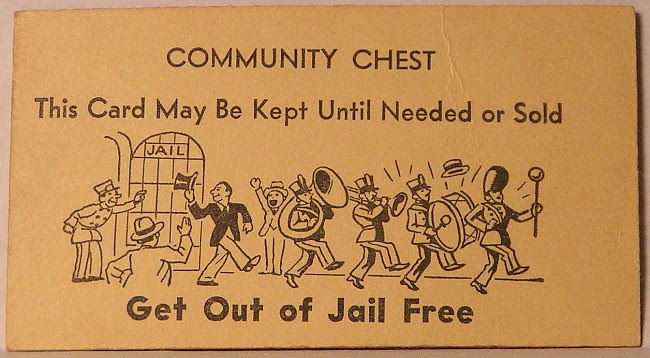 COMMUNITY CHEST
This Card May Be Kept Until Needed or Sold
JAIL
Get Out of Jail Free